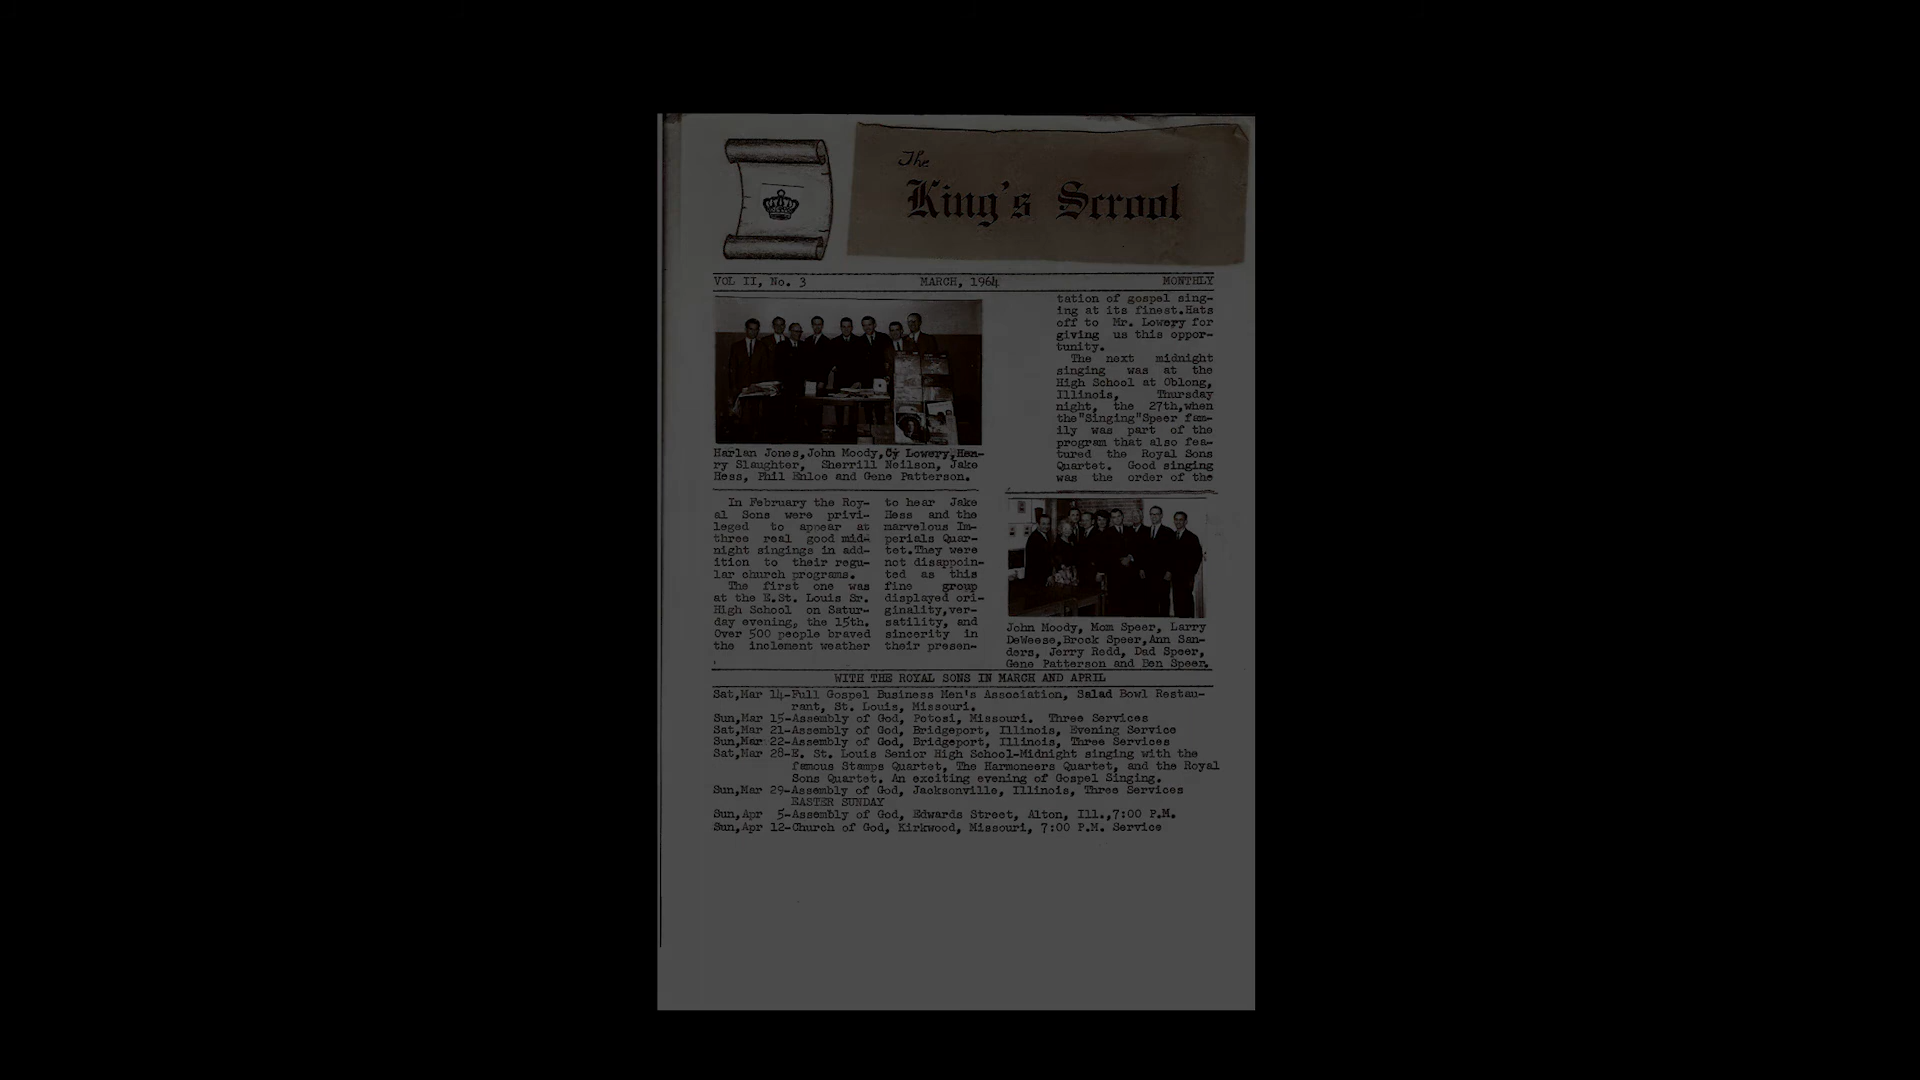 The
King's Scrool
VOL II, No. 3 MARCH, 1964 MONTHLY
Harlan Jones,John Moody,Cy Lowery,Hen-
ry Slaughter, Sherrill Neilson, Jake
Hess, Phil Enloe and Gene Patterson.
In February the Roy-
al Sons were privi-
leged to appear at
three real good mid-
night singings in add-
ition to their regu-
lar church programs.
The first one was
at the E.St. Louis Sr.
High School on Satur-
day evening, the 15th.
Over 500 people braved
the inclement weather
to hear Jake
Hess and the
marvelous Im-
perials Quar-
tet.They were
not disappoin-
ted as this
fine group
displayed ori-
ginality,ver-
satility, and
sincerity in
their presen-
tation of gospel sing-
ing at its finest.Hats
off to Mr. Lowery for
giving us this oppor-
tunity.
The next midnight
singing was at the
High School at Oblong,
Illinois, Thursday
night, the 27th,when
the"Singing"Speer fam-
ily was part of the
program that also fea-
tured the Royal Sons
Quartet. Good singing
was the order of the
John Moody, Mom Speer, Larry
DeWeese,Brock Speer,Ann San-
ders, Jerry Redd, Dad Speer,
Gene Patterson and Ben Speer.
WITH THE ROYAL SONS IN MARCH AND APRIL
Sat,Mar 14-Full Gospel Business Men's Association, Salad Bowl Restau-
rant, St. Louis, Missouri.
Sun,Mar 15-Assembly of God, Potosi, Missouri. Three Services
Sat,Mar 21-Assembly of God, Bridgeport, Illinois, Evening Service
Sun,Mar 22-Assembly of God, Bridgeport, Illinois, Three Services
Sat,Mar 28-E. St. Louis Senior High School-Midnight singing with the
famous Stamps Quartet, The Harmoneers Quartet, and the Royal
Sons Quartet. An exciting evening of Gospel Singing.
Sun,Mar 29-Assembly of God, Jacksonville, Illinois, Three Services
EASTER SUNDAY
Sun,Apr 5-Assembly of God, Edwards Street, Alton, Ill.,7:00 P.M.
Sun,Apr 12-Church of God, Kirkwood, Missouri, 7:00 P.M. Service